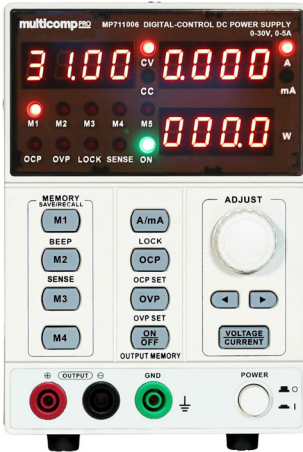 multicomp PRO MP711006 DIGITAL-CONTROL DC POWER SUPPLY
0-30V, 0-5A
31.00 CV 0.000 A
CC mA
M1 M2 M3 M4 M5 000.0 W
OCP OVP LOCK SENSE ON
MEMORY
SAVE/RECALL
M1
BEEP
M2
SENSE
M3
M4
A/mA
LOCK
OCP
OCP SET
OVP
OVP SET
ON
OFF
OUTPUT MEMORY
ADJUST
VOLTAGE
CURRENT
OUTPUT
GND
POWER
O
I